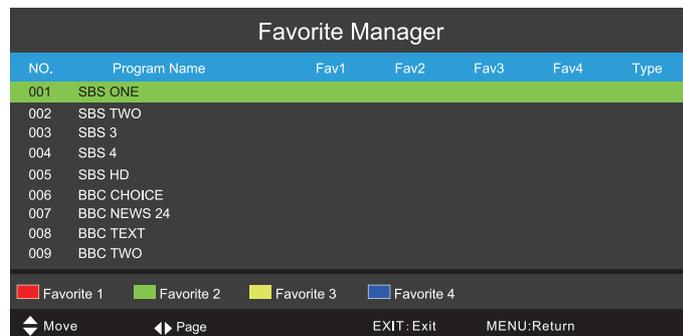 Favorite Manager
NO. Program Name Fav1 Fav2 Fav3 Fav4 Type
001 SBS ONE
002 SBS TWO
003 SBS 3
004 SBS 4
005 SBS HD
006 BBC CHOICE
007 BBC NEWS 24
008 BBC TEXT
009 BBC TWO
Favorite 1 Favorite 2 Favorite 3 Favorite 4
Move Page EXIT:Exit MENU:Return